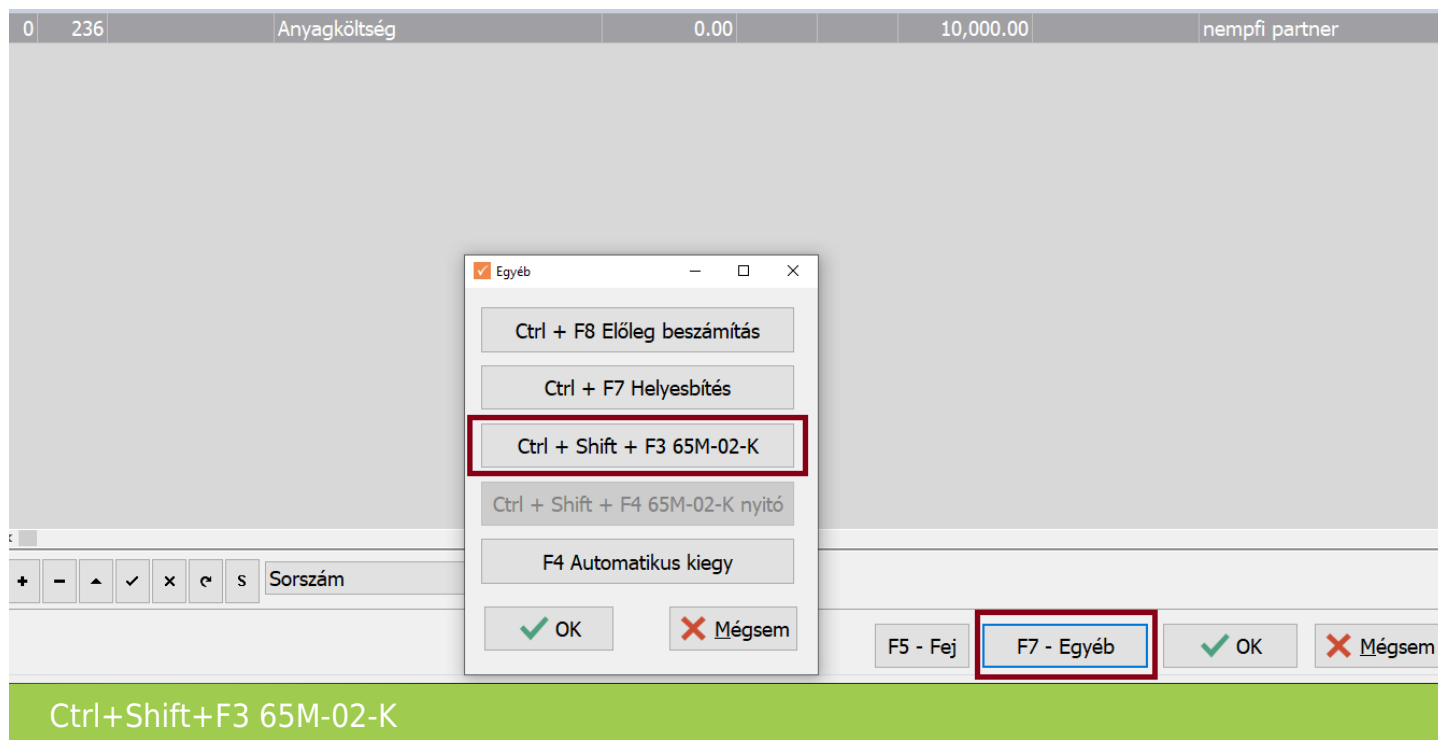 0 236 Anyagköltség 0.00 10,000.00 nempfi partner
Egyéb
Ctrl + F8 Előleg beszámítás
Ctrl + F7 Helyesbítés
Ctrl + Shift + F3 65M-02-K
Ctrl + Shift + F4 65M-02-K nyitó
F4 Automatikus kiegy
S Sorszám
OK Mégsem
F5 - Fej F7 - Egyéb OK Mégsem
Ctrl+Shift+F3 65M-02-K